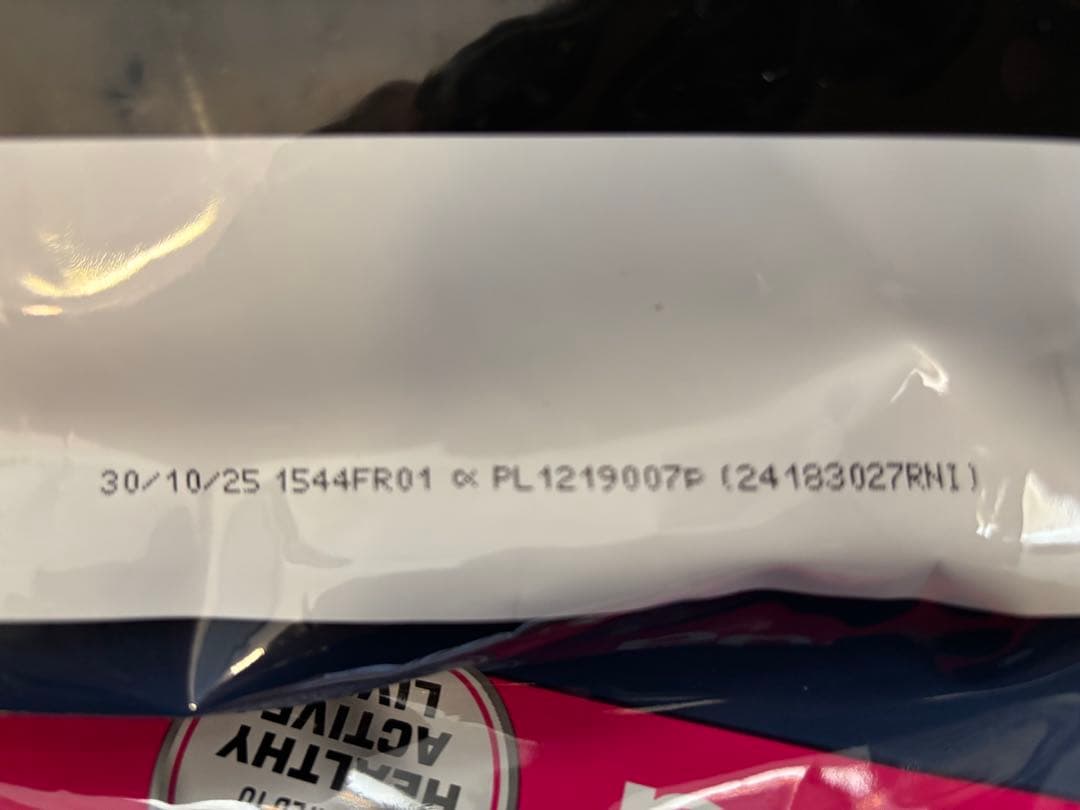 30/10/25 1544FR01 ∝ PL1219007P (24183027RNI)
HEALTHY
ACTIVE